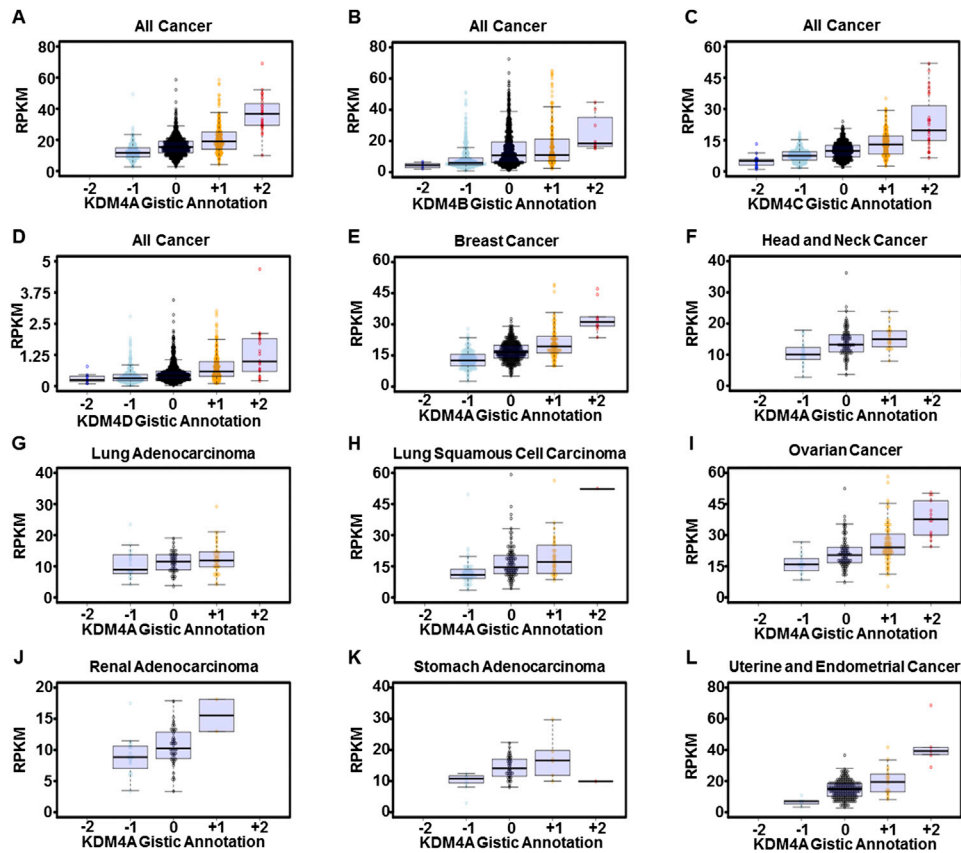 A
All Cancer
RPKM
80
60
40
20
0
-2 -1 0 +1 +2
KDM4A Gistic Annotation
B
All Cancer
RPKM
80
60
40
20
0
-2 -1 0 +1 +2
KDM4B Gistic Annotation
C
All Cancer
RPKM
60
45
30
15
0
-2 -1 0 +1 +2
KDM4C Gistic Annotation
D
All Cancer
RPKM
5
3.75
2.5
1.25
0
-2 -1 0 +1 +2
KDM4D Gistic Annotation
E
Breast Cancer
RPKM
60
45
30
15
0
-2 -1 0 +1 +2
KDM4A Gistic Annotation
F
Head and Neck Cancer
RPKM
40
30
20
10
0
-2 -1 0 +1 +2
KDM4A Gistic Annotation
G
Lung Adenocarcinoma
RPKM
40
30
20
10
0
-2 -1 0 +1 +2
KDM4A Gistic Annotation
H
Lung Squamous Cell Carcinoma
RPKM
60
45
30
15
0
-2 -1 0 +1 +2
KDM4A Gistic Annotation
I
Ovarian Cancer
RPKM
60
45
30
15
0
-2 -1 0 +1 +2
KDM4A Gistic Annotation
J
Renal Adenocarcinoma
RPKM
20
15
10
5
0
-2 -1 0 +1 +2
KDM4A Gistic Annotation
K
Stomach Adenocarcinoma
RPKM
40
30
20
10
0
-2 -1 0 +1 +2
KDM4A Gistic Annotation
L
Uterine and Endometrial Cancer
RPKM
80
60
40
20
0
-2 -1 0 +1 +2
KDM4A Gistic Annotation